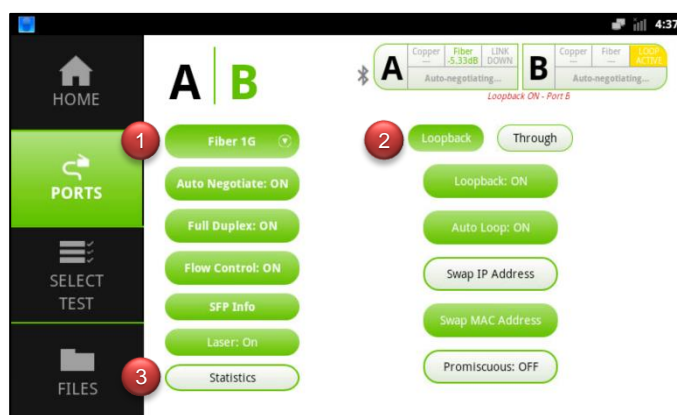 4:37
HOME
PORTS
SELECT
TEST
FILES
A B
A
Copper
---
Fiber
-5.33dB
LINK
DOWN
Auto-negotiating...
B
Copper
---
Fiber
---
LOOP
ACTIVE
Auto-negotiating...
Loopback ON - Port B
1
Fiber 1G
Auto Negotiate: ON
Full Duplex: ON
Flow Control: ON
SFP Info
Laser: On
3
Statistics
2
Loopback
Through
Loopback: ON
Auto Loop: ON
Swap IP Address
Swap MAC Address
Promiscuous: OFF